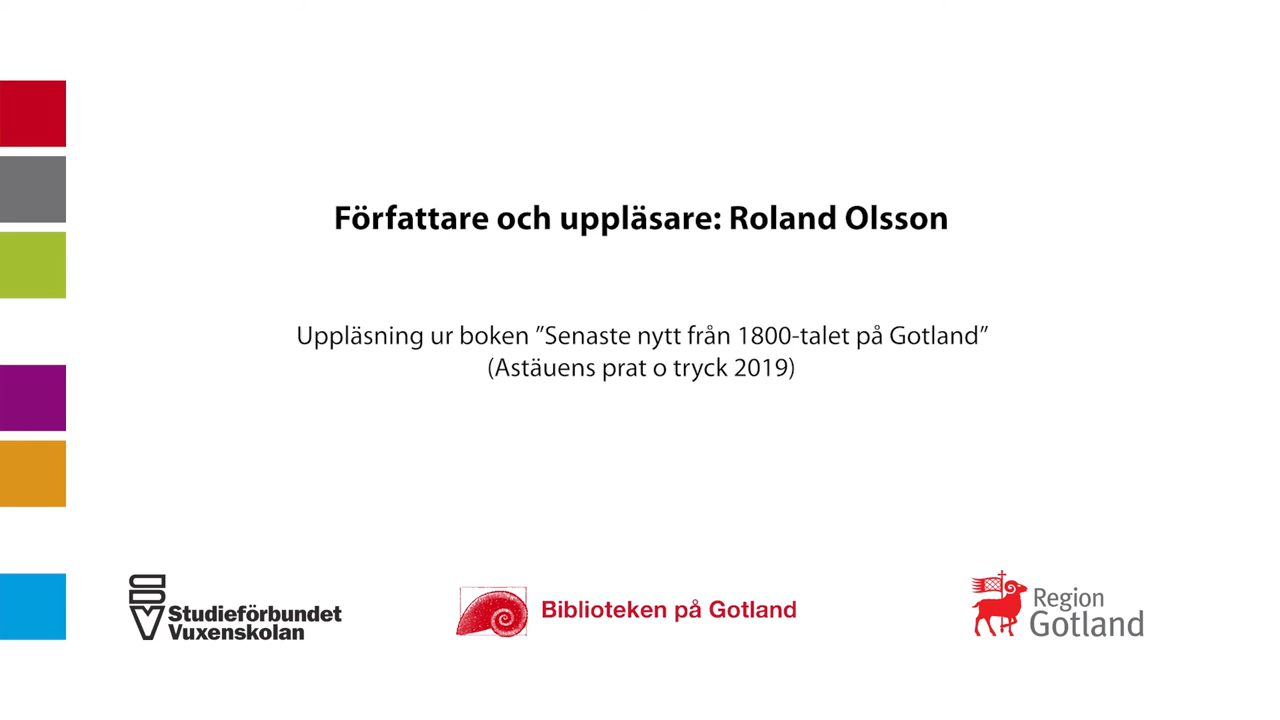 Författare och uppläsare: Roland Olsson
Uppläsning ur boken ”Senaste nytt från 1800-talet på Gotland”
(Astäuens prat o tryck 2019)
Studieförbundet
Vuxenskolan
Biblioteken på Gotland
Region
Gotland